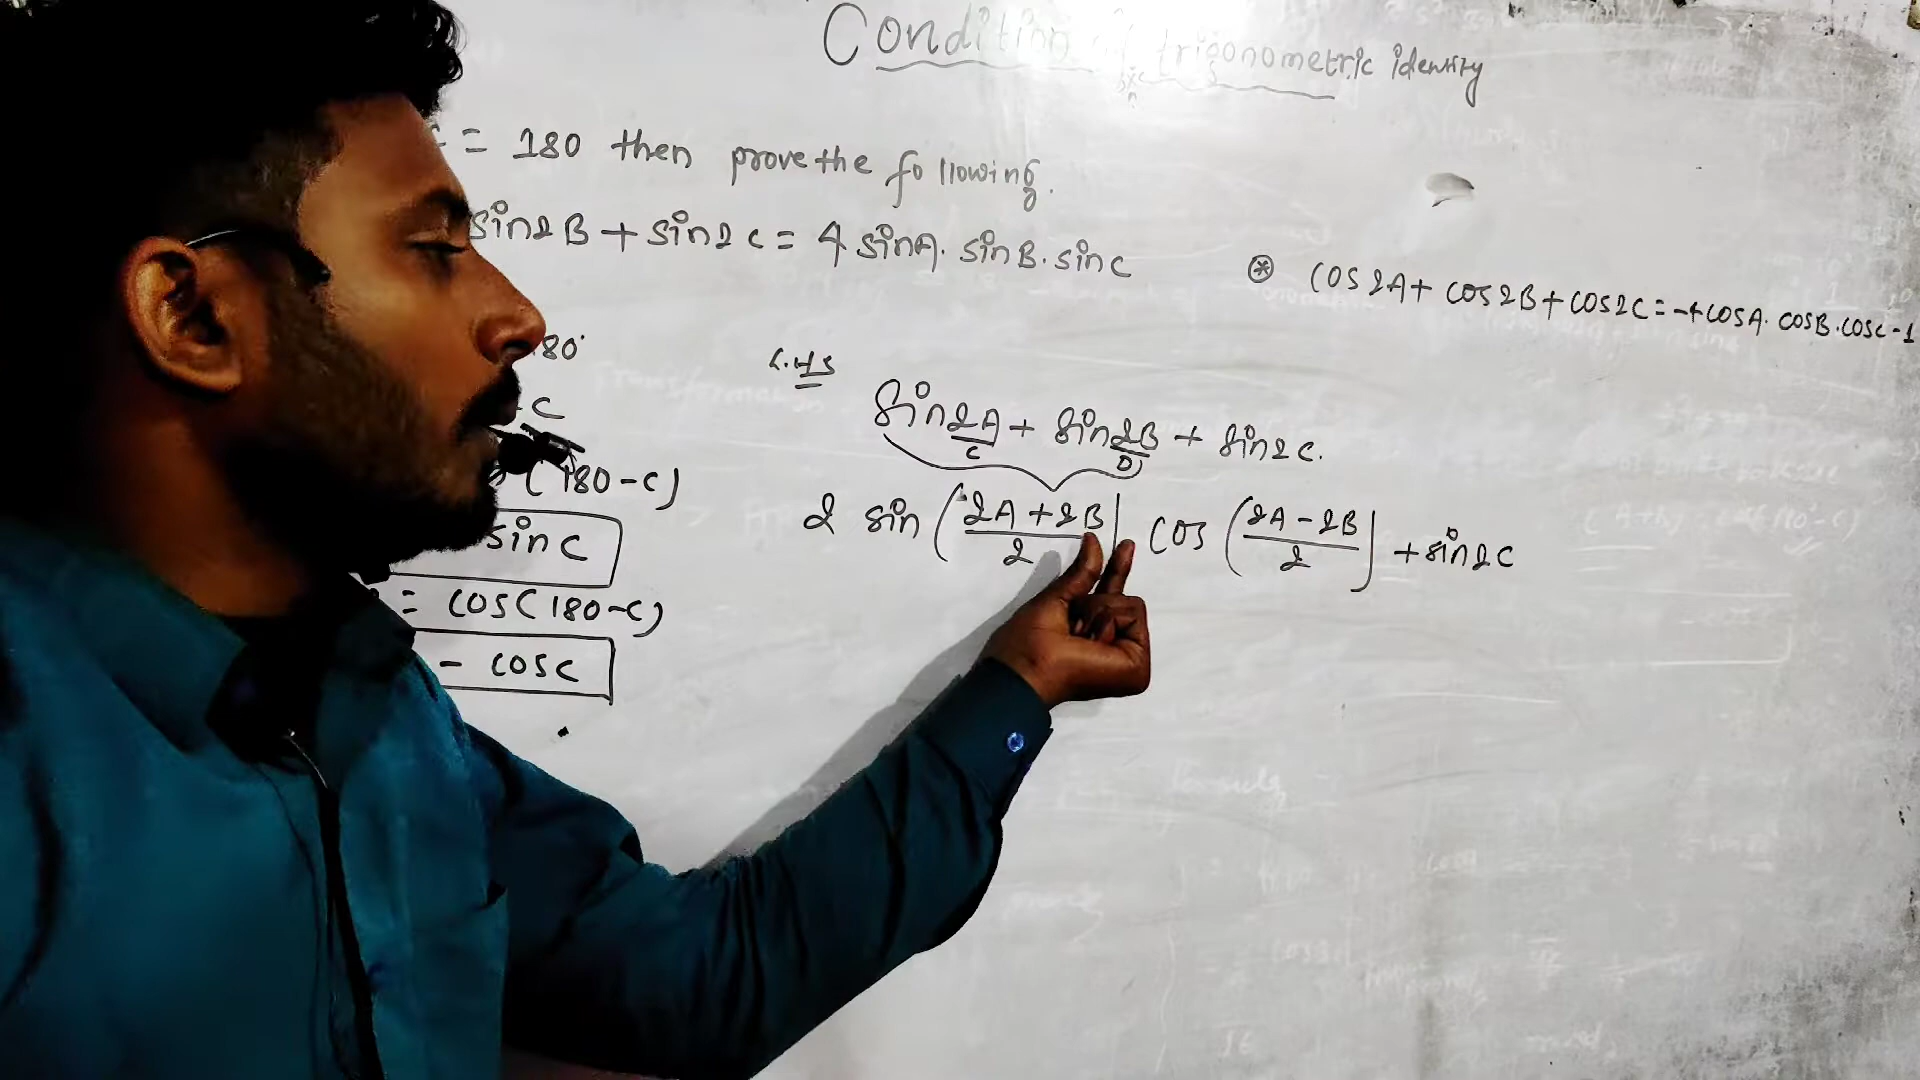 Condition of trigonometric identity
= 180 then prove the following.
sin2B + sin2C = 4 sinA. sinB. sinC
⊛ Cos2A + cos2B + cos2C = -4cosA. cosB. cosC - 1
80°
L.H.S
- C
sin2A + sin2B + sin2C.
C D
(180-C)
2 sin (2A + 2B / 2) cos (2A - 2B / 2) + sin2C
sinC
= cos(180-C)
- cosC